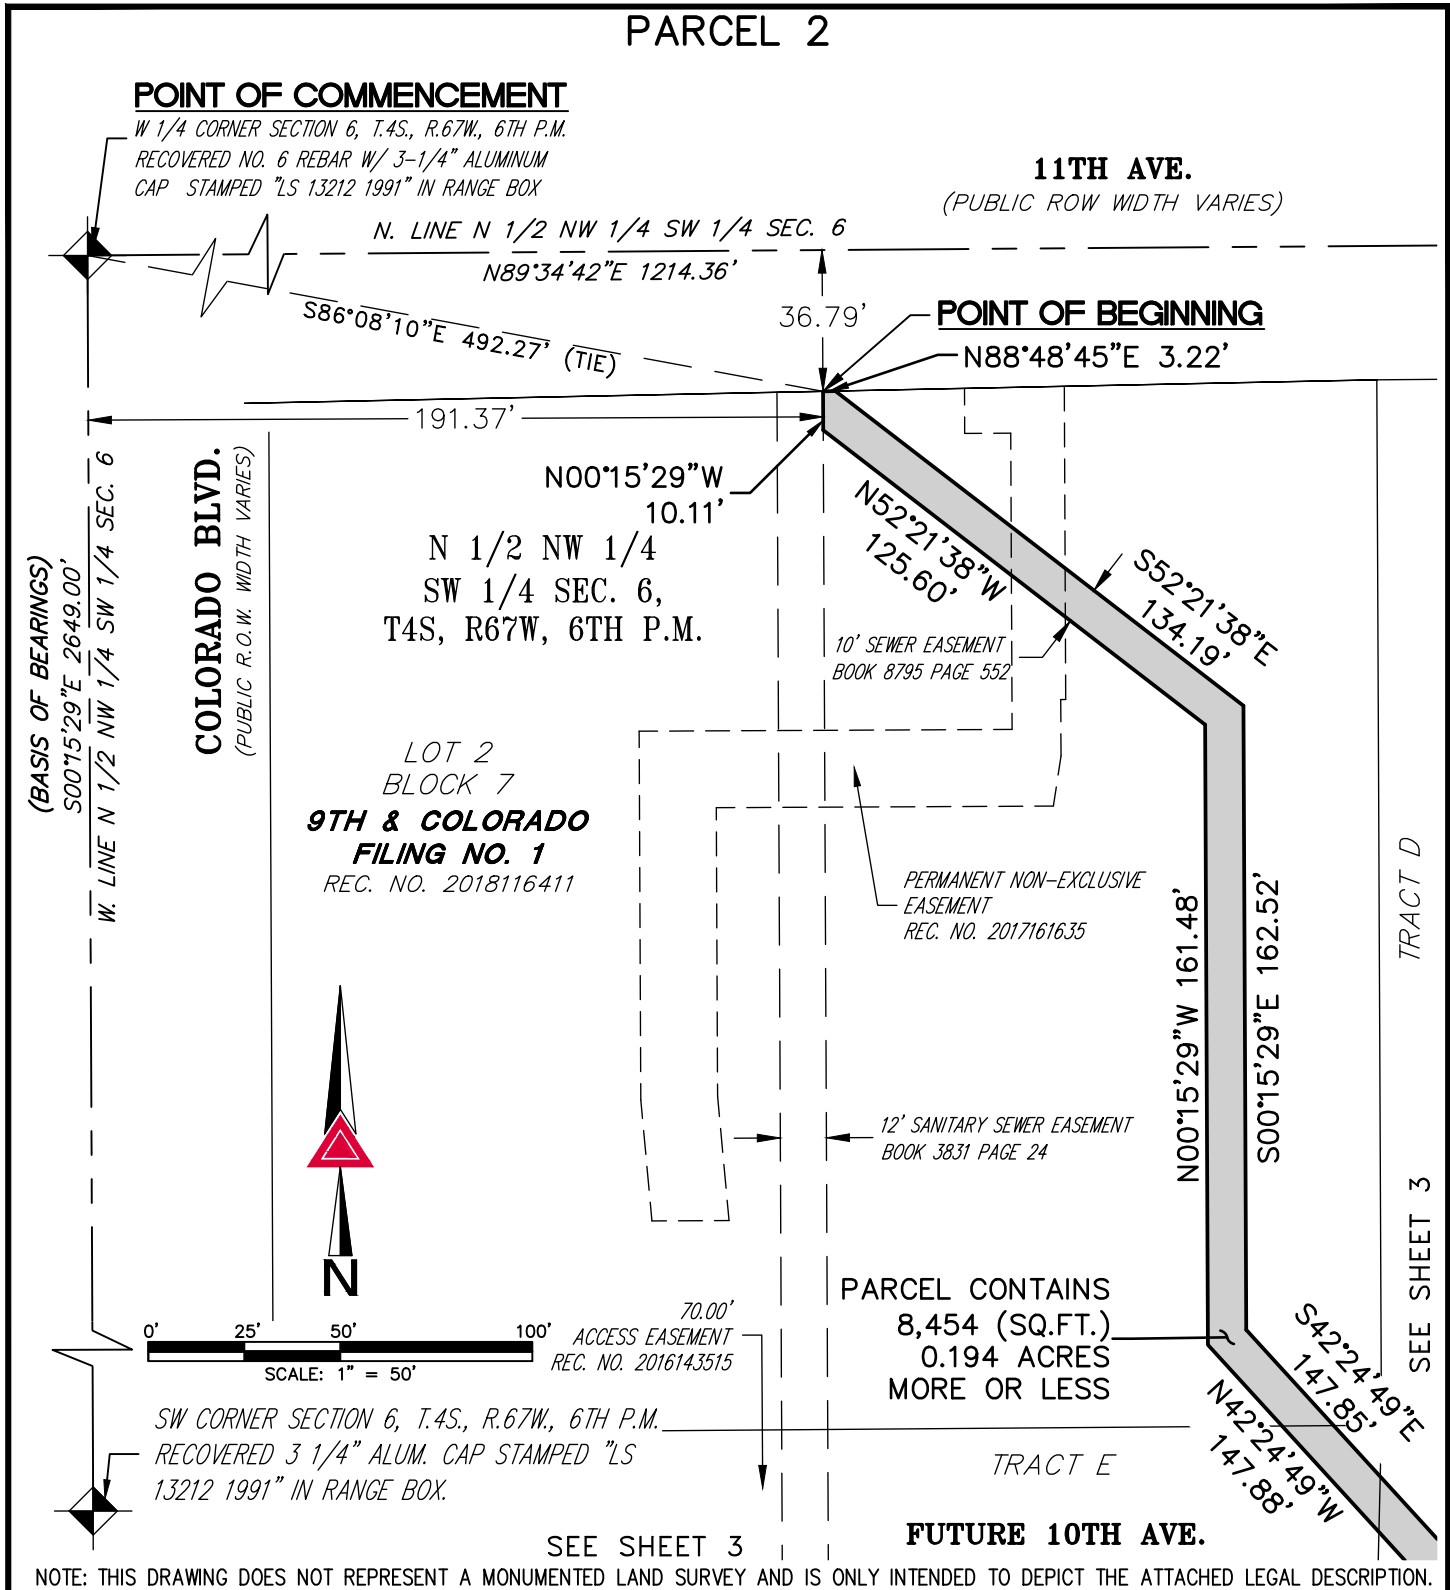 PARCEL 2
POINT OF COMMENCEMENT
W 1/4 CORNER SECTION 6, T.4S., R.67W., 6TH P.M.
RECOVERED NO. 6 REBAR W/ 3-1/4" ALUMINUM
CAP STAMPED "LS 13212 1991" IN RANGE BOX
11TH AVE.
(PUBLIC ROW WIDTH VARIES)
N. LINE N 1/2 NW 1/4 SW 1/4 SEC. 6
N89°34'42"E 1214.36'
S86°08'10"E 492.27' (TIE)
36.79'
POINT OF BEGINNING
N88°48'45"E 3.22'
191.37'
N00°15'29"W
10.11'
N 1/2 NW 1/4
SW 1/4 SEC. 6,
T4S, R67W, 6TH P.M.
(BASIS OF BEARINGS)
S00°15'29"E 2649.00'
W. LINE N 1/2 NW 1/4 SW 1/4 SEC. 6
COLORADO BLVD.
(PUBLIC R.O.W. WIDTH VARIES)
N52°21'38"W
125.60'
S52°21'38"E
134.19'
10' SEWER EASEMENT
BOOK 8795 PAGE 552
LOT 2
BLOCK 7
9TH & COLORADO
FILING NO. 1
REC. NO. 2018116411
PERMANENT NON-EXCLUSIVE
EASEMENT
REC. NO. 2017161635
N00°15'29"W 161.48'
S00°15'29"E 162.52'
TRACT D
12' SANITARY SEWER EASEMENT
BOOK 3831 PAGE 24
SEE SHEET 3
N
PARCEL CONTAINS
8,454 (SQ.FT.)
0.194 ACRES
MORE OR LESS
70.00'
ACCESS EASEMENT
REC. NO. 2016143515
0' 25' 50' 100'
SCALE: 1" = 50'
S42°24'49"E
147.85'
N42°24'49"W
147.88'
SW CORNER SECTION 6, T.4S., R.67W., 6TH P.M.
RECOVERED 3 1/4" ALUM. CAP STAMPED "LS
13212 1991" IN RANGE BOX.
TRACT E
FUTURE 10TH AVE.
SEE SHEET 3
NOTE: THIS DRAWING DOES NOT REPRESENT A MONUMENTED LAND SURVEY AND IS ONLY INTENDED TO DEPICT THE ATTACHED LEGAL DESCRIPTION.